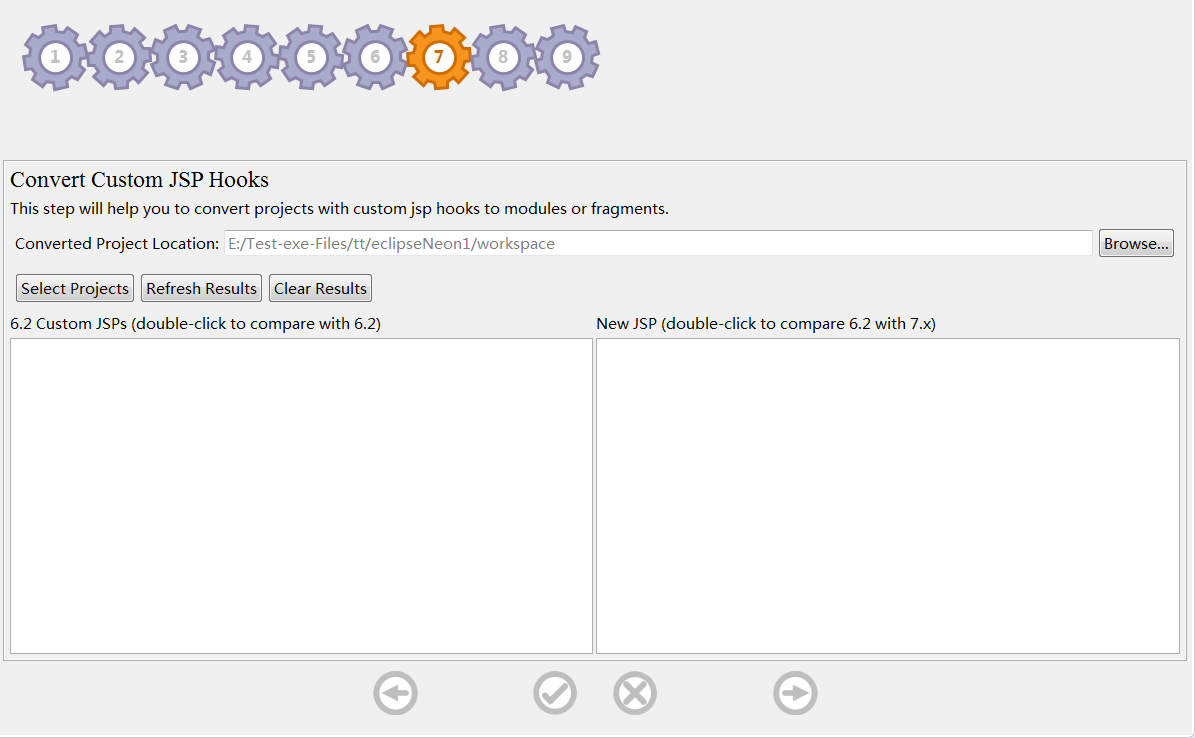 1 2 3 4 5 6 7 8 9
Convert Custom JSP Hooks
This step will help you to convert projects with custom jsp hooks to modules or fragments.
Converted Project Location: E:/Test-exe-Files/tt/eclipseNeon1/workspace Browse...
Select Projects Refresh Results Clear Results
6.2 Custom JSPs (double-click to compare with 6.2) New JSP (double-click to compare 6.2 with 7.x)